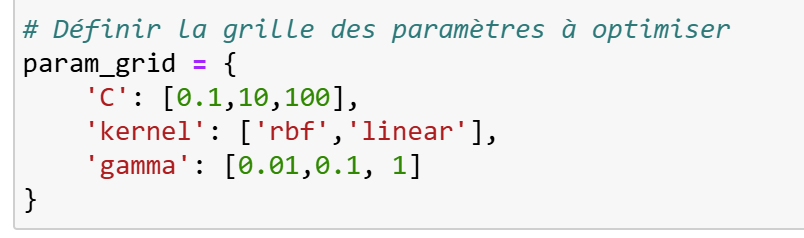 # Définir la grille des paramètres à optimiser
param_grid = {
    'C': [0.1,10,100],
    'kernel': ['rbf','linear'],
    'gamma': [0.01,0.1, 1]
}